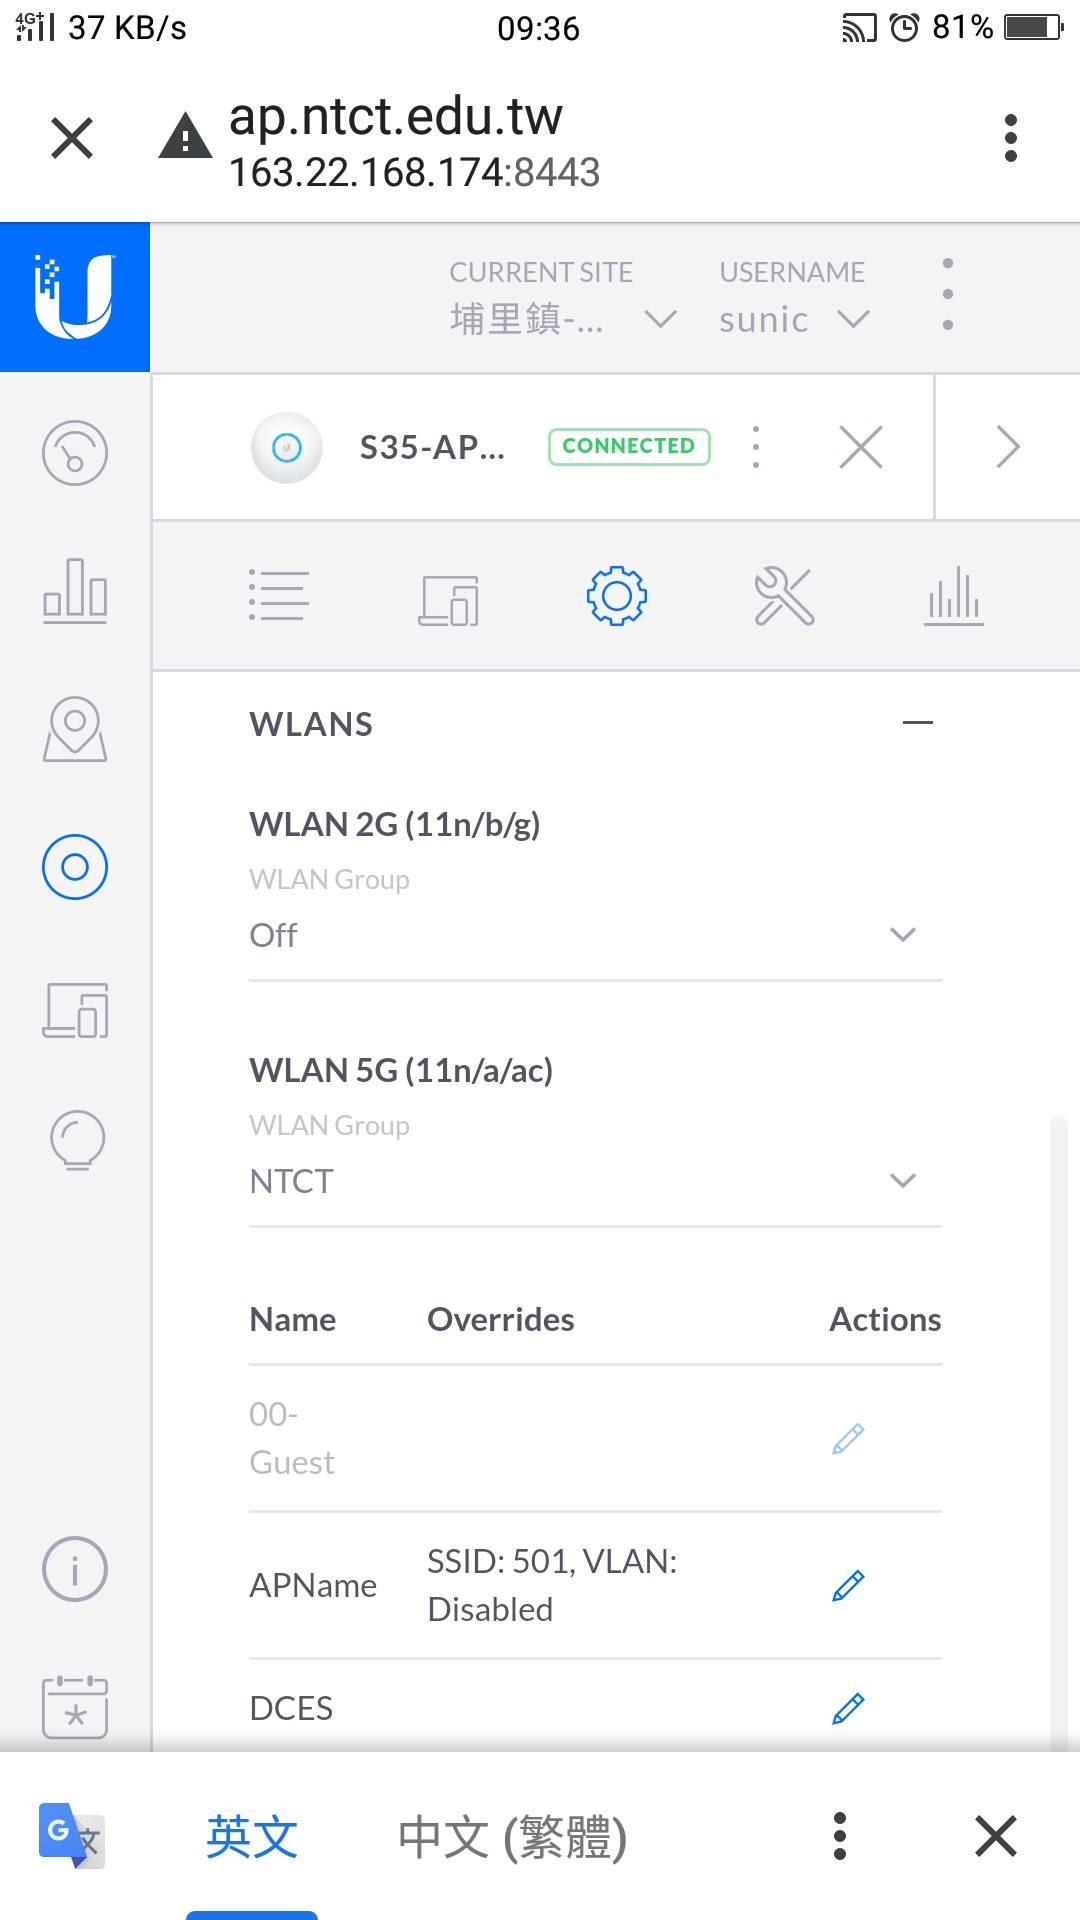 4G+ 37 KB/s 09:36 81%
ap.ntct.edu.tw
163.22.168.174:8443
CURRENT SITE USERNAME
埔里鎮-... sunic
S35-AP... CONNECTED
WLANS
WLAN 2G (11n/b/g)
WLAN Group
Off
WLAN 5G (11n/a/ac)
WLAN Group
NTCT
Name Overrides Actions
00-
Guest
APName SSID: 501, VLAN:
Disabled
DCES
英文 中文 (繁體)